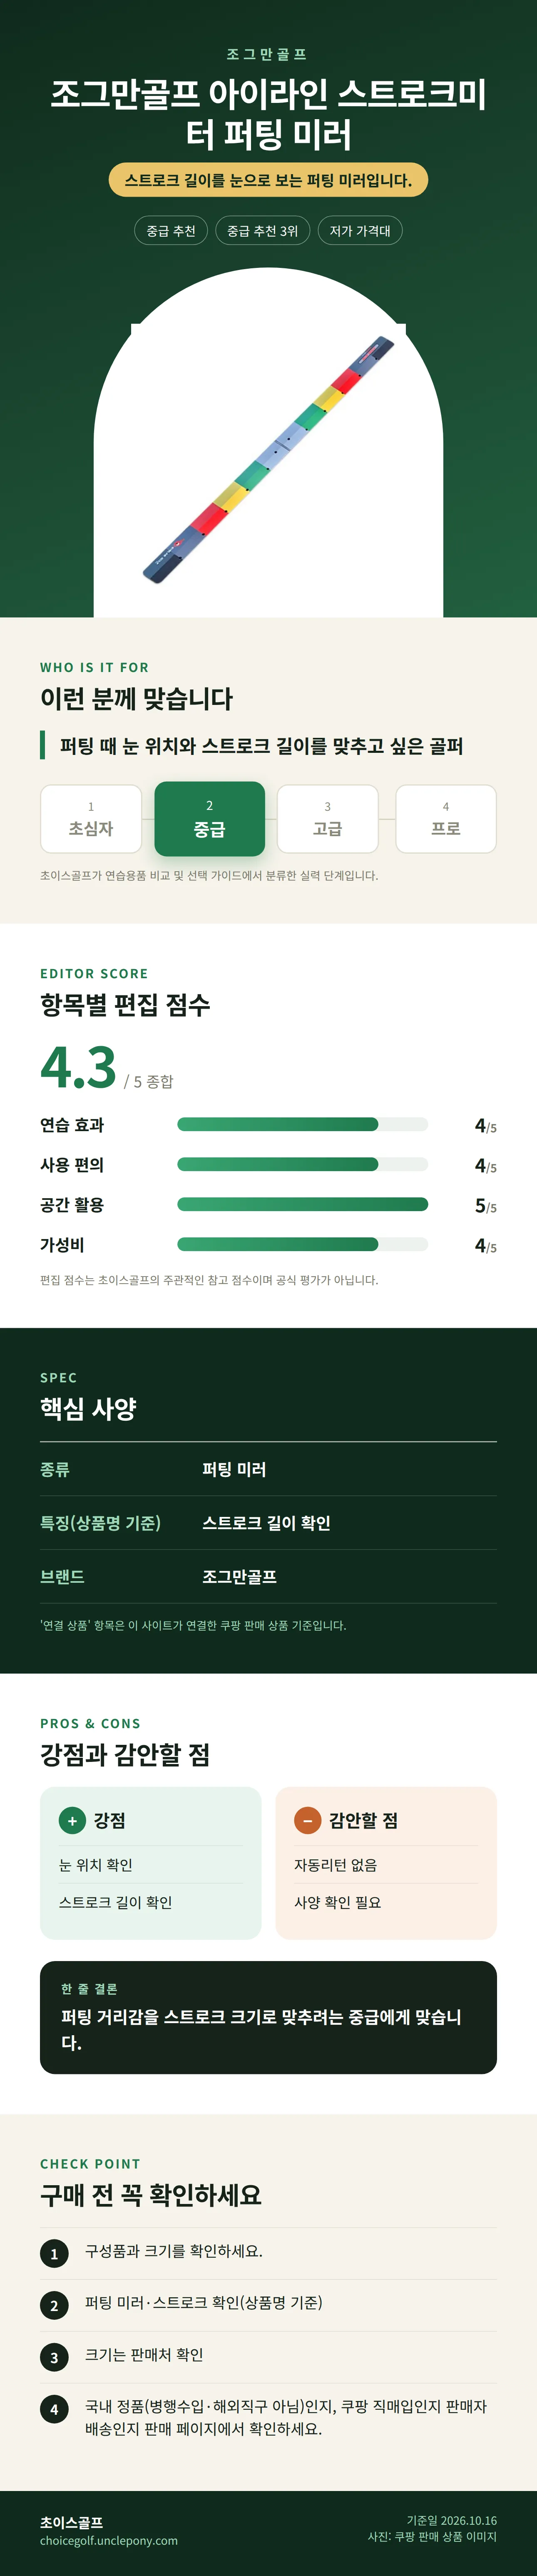 조그만골프
조그만골프 아이라인 스트로크미
터 퍼팅 미러
스트로크 길이를 눈으로 보는 퍼팅 미러입니다.
중급 추천
중급 추천 3위
저가 가격대
WHO IS IT FOR
이런 분께 맞습니다
퍼팅 때 눈 위치와 스트로크 길이를 맞추고 싶은 골퍼
1
초심자
2
중급
3
고급
4
프로
초이스골프가 연습용품 비교 및 선택 가이드에서 분류한 실력 단계입니다.
EDITOR SCORE
항목별 편집 점수
4.3 / 5 종합
연습 효과 4/5
사용 편의 4/5
공간 활용 5/5
가성비 4/5
편집 점수는 초이스골프의 주관적인 참고 점수이며 공식 평가가 아닙니다.
SPEC
핵심 사양
종류 퍼팅 미러
특징(상품명 기준) 스트로크 길이 확인
브랜드 조그만골프
'연결 상품' 항목은 이 사이트가 연결한 쿠팡 판매 상품 기준입니다.
PROS & CONS
강점과 감안할 점
+ 강점
눈 위치 확인
스트로크 길이 확인
− 감안할 점
자동리턴 없음
사양 확인 필요
한 줄 결론
퍼팅 거리감을 스트로크 크기로 맞추려는 중급에게 맞습니
다.
CHECK POINT
구매 전 꼭 확인하세요
1 구성품과 크기를 확인하세요.
2 퍼팅 미러·스트로크 확인(상품명 기준)
3 크기는 판매처 확인
4 국내 정품(병행수입·해외직구 아님)인지, 쿠팡 직매입인지 판매자
배송인지 판매 페이지에서 확인하세요.
초이스골프
choicegolf.unclepony.com
기준일 2026.10.16
사진: 쿠팡 판매 상품 이미지